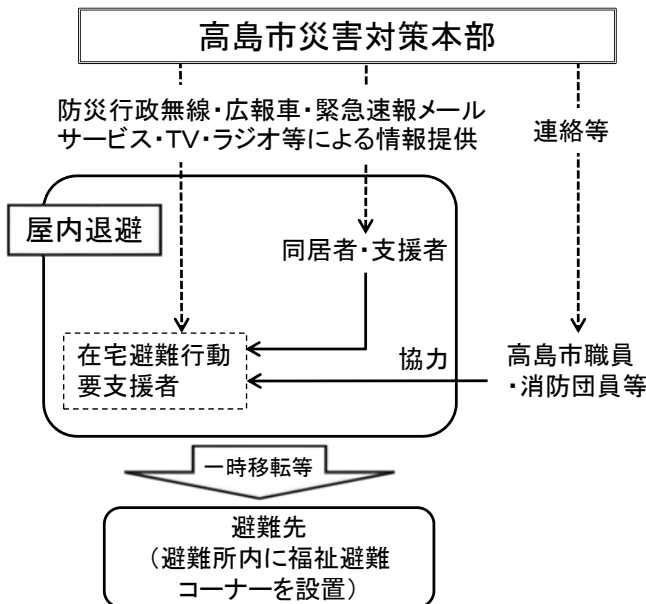 高島市災害対策本部
防災行政無線・広報車・緊急速報メール
サービス・TV・ラジオ等による情報提供
連絡等
屋内退避
同居者・支援者
在宅避難行動
要支援者
協力
高島市職員
・消防団員等
一時移転等
避難先
（避難所内に福祉避難
コーナーを設置）